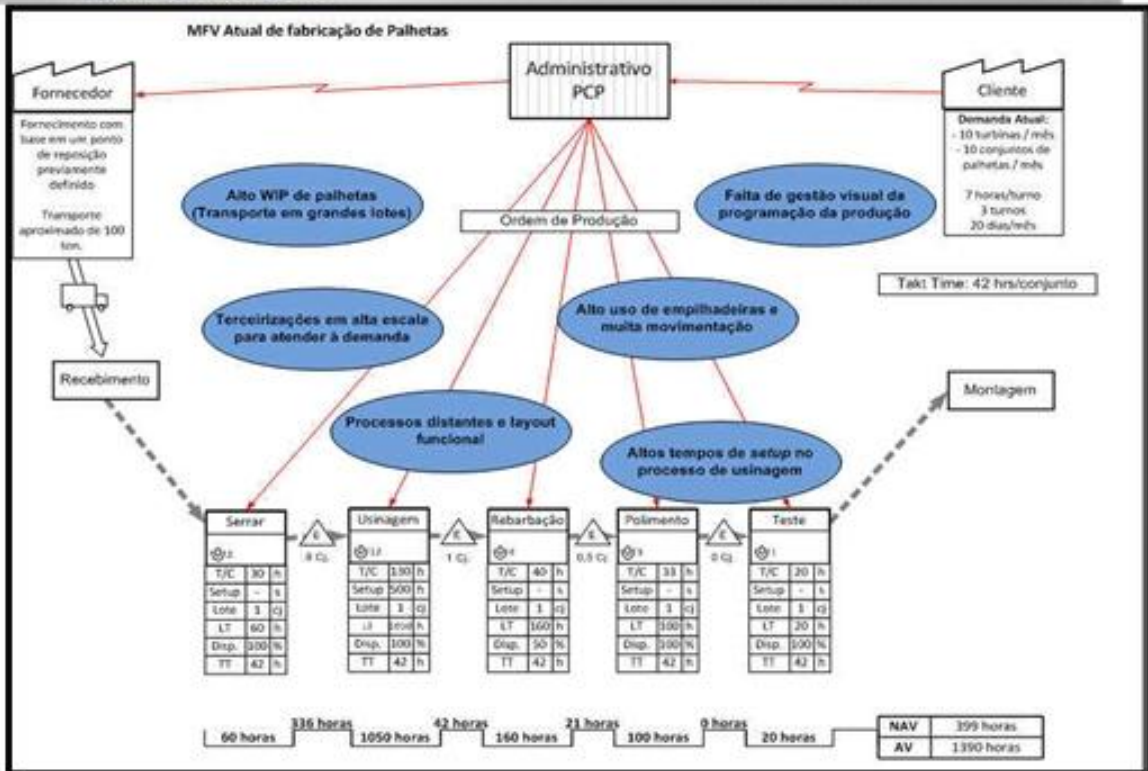 MFV Atual de fabricação de Palhetas
Administrativo
PCP
Fornecedor
Fornecimento com
base em um ponto
de reposição
previamente
definido
Transporte
aproximado de 100
ton.
Cliente
Demanda Atual:
- 10 turbinas / mês
- 10 conjuntos de
palhetas / mês
7 horas/turno
3 turnos
20 dias/mês
Alto WIP de palhetas
(Transporte em grandes lotes)
Falta de gestão visual da
programação da produção
Ordem de Produção
Takt Time: 42 hrs/conjunto
Terceirizações em alta escala
para atender à demanda
Alto uso de empilhadeiras e
muita movimentação
Recebimento
Montagem
Processos distantes e layout
funcional
Altos tempos de setup no
processo de usinagem
Serrar
T/C 30 h
Setup - s
Lote 1 cj
LT 60 h
Disp. 100 %
TT 42 h
E
8 Cj.
Usinagem
T/C 130 h
Setup 500 h
Lote 1 cj
h
Disp. 100 %
TT 42 h
E
1 Cj.
Rebarbação
T/C 40 h
Setup - s
Lote 1 cj
LT 160 h
Disp. 50 %
TT 42 h
E
0,5 Cj.
Polimento
T/C 33 h
Setup - s
Lote 1 cj
LT 100 h
Disp. 100 %
TT 42 h
E
0 Cj.
Teste
T/C 20 h
Setup - s
Lote 1 cj
LT 20 h
Disp. 100 %
TT 42 h
60 horas 336 horas 1050 horas 42 horas 160 horas 21 horas 100 horas 0 horas 20 horas
NAV 399 horas
AV 1390 horas